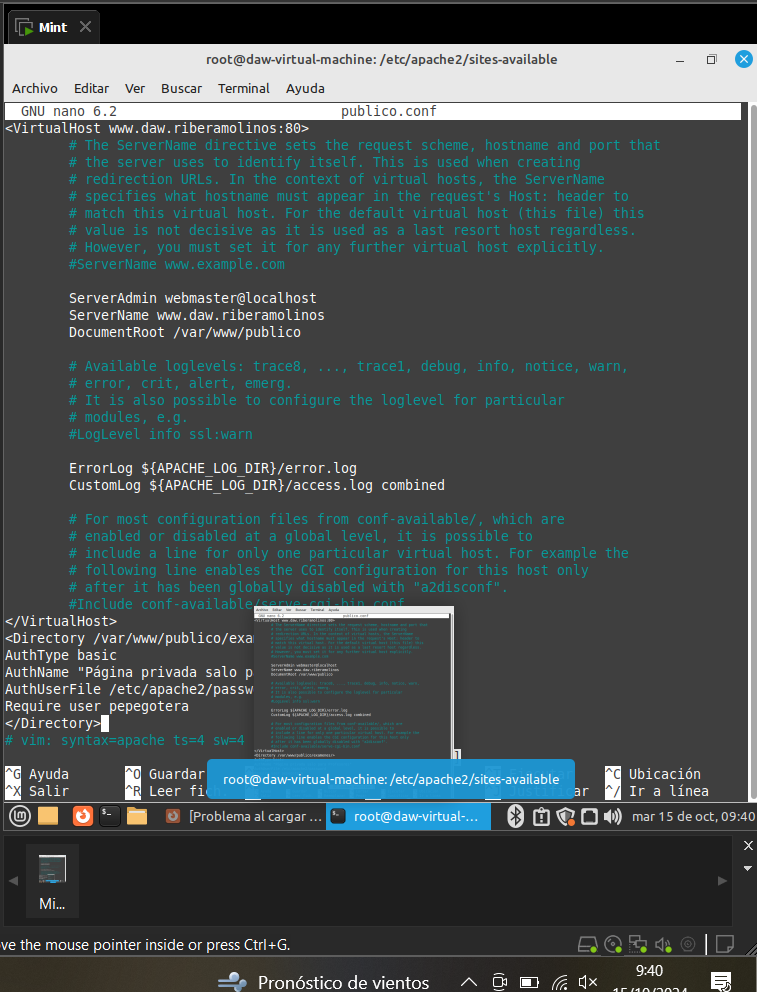 Mint
root@daw-virtual-machine: /etc/apache2/sites-available
Archivo Editar Ver Buscar Terminal Ayuda
GNU nano 6.2 publico.conf
<VirtualHost www.daw.riberamolinos:80>
# The ServerName directive sets the request scheme, hostname and port that
# the server uses to identify itself. This is used when creating
# redirection URLs. In the context of virtual hosts, the ServerName
# specifies what hostname must appear in the request's Host: header to
# match this virtual host. For the default virtual host (this file) this
# value is not decisive as it is used as a last resort host regardless.
# However, you must set it for any further virtual host explicitly.
#ServerName www.example.com
ServerAdmin webmaster@localhost
ServerName www.daw.riberamolinos
DocumentRoot /var/www/publico
# Available loglevels: trace8, ..., trace1, debug, info, notice, warn,
# error, crit, alert, emerg.
# It is also possible to configure the loglevel for particular
# modules, e.g.
#LogLevel info ssl:warn
ErrorLog ${APACHE_LOG_DIR}/error.log
CustomLog ${APACHE_LOG_DIR}/access.log combined
# For most configuration files from conf-available/, which are
# enabled or disabled at a global level, it is possible to
# include a line for only one particular virtual host. For example the
# following line enables the CGI configuration for this host only
# after it has been globally disabled with "a2disconf".
#Include conf-available/serve-cgi-bin.conf
</VirtualHost>
<Directory /var/www/publico/exa
AuthType basic
AuthName "Página privada salo p
AuthUserFile /etc/apache2/passw
Require user pepegotera
</Directory>
# vim: syntax=apache ts=4 sw=4
^G Ayuda ^O Guardar ^C Ubicación
^X Salir ^R Leer fich. ^/ Ir a línea
root@daw-virtual-machine: /etc/apache2/sites-available
[Problema al cargar ... root@daw-virtual-... mar 15 de oct, 09:40
Mi...
ve the mouse pointer inside or press Ctrl+G.
Pronóstico de vientos 9:40
15/10/2024